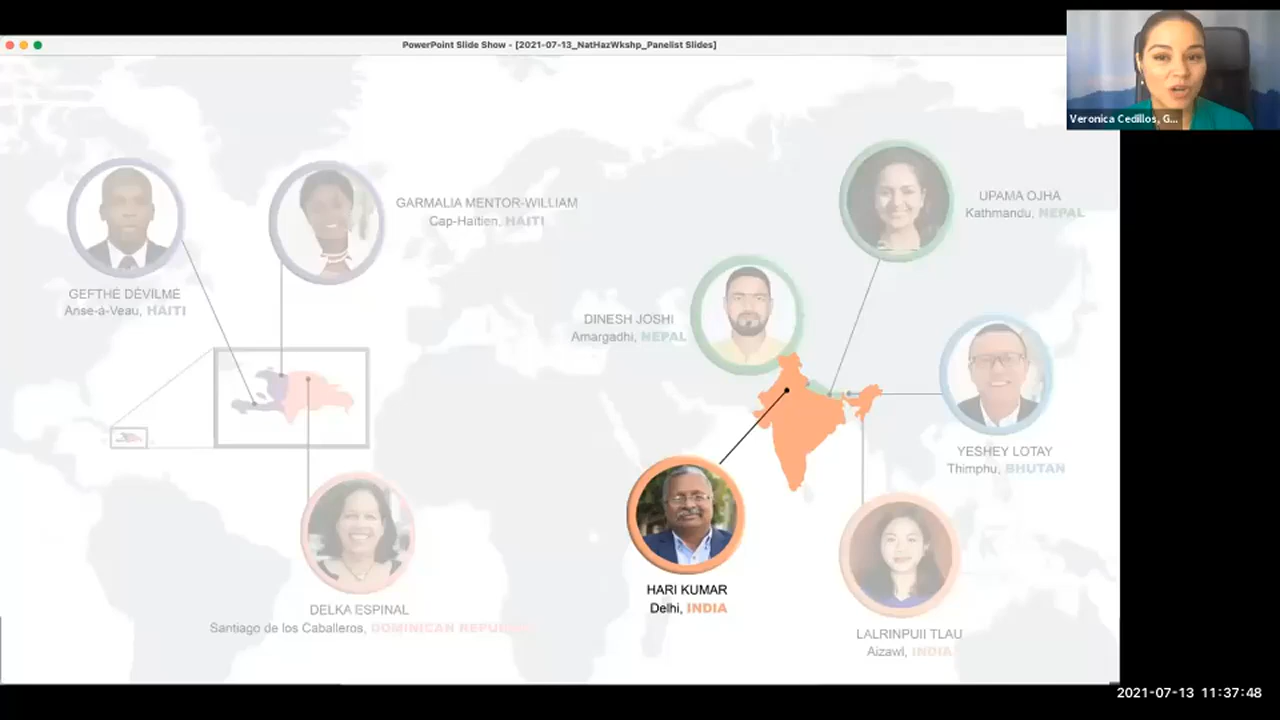 PowerPoint Slide Show - [2021-07-13_NatHazWkshp_Panelist Slides]
Veronica Cedillos, G...
GARMALIA MENTOR-WILLIAM
Cap-Haïtien, HAITI
UPAMA OJHA
Kathmandu, NEPAL
GEFTHÉ DÉVILMÉ
Anse-à-Veau, HAITI
DINESH JOSHI
Amargadhi, NEPAL
YESHEY LOTAY
Thimphu, BHUTAN
HARI KUMAR
Delhi, INDIA
DELKA ESPINAL
Santiago de los Caballeros, DOMINICAN REPUBLIC
LALRINPUII TLAU
Aizawl, INDIA
2021-07-13 11:37:48